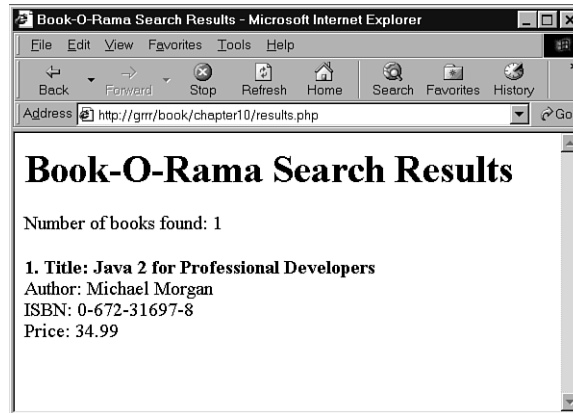 Book-O-Rama Search Results - Microsoft Internet Explorer
File Edit View Favorites Tools Help
Back Forward Stop Refresh Home Search Favorites History
Address http://grrr/book/chapter10/results.php Go
Book-O-Rama Search Results
Number of books found: 1
1. Title: Java 2 for Professional Developers
Author: Michael Morgan
ISBN: 0-672-31697-8
Price: 34.99